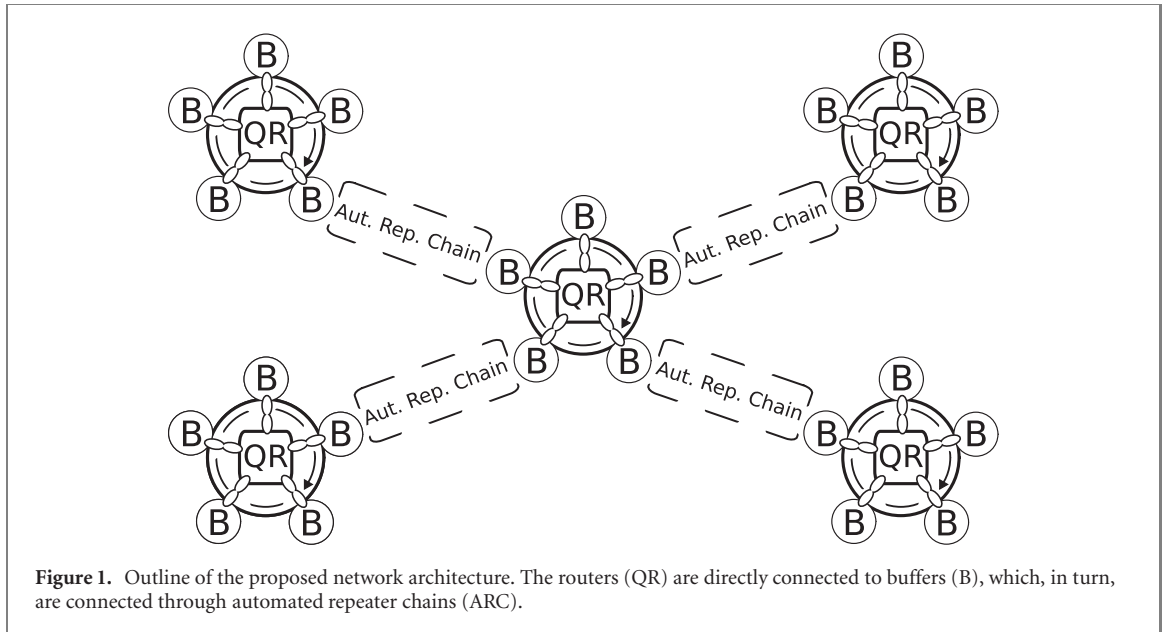 B
B
B
B
B
B
QR
QR
B
B
B
B
Aut. Rep. Chain
B
Aut. Rep. Chain
B
B
QR
B
B
B
B
B
Aut. Rep. Chain
Aut. Rep. Chain
B
B
B
B
QR
QR
B
B
B
B
Figure 1. Outline of the proposed network architecture. The routers (QR) are directly connected to buffers (B), which, in turn,
are connected through automated repeater chains (ARC).